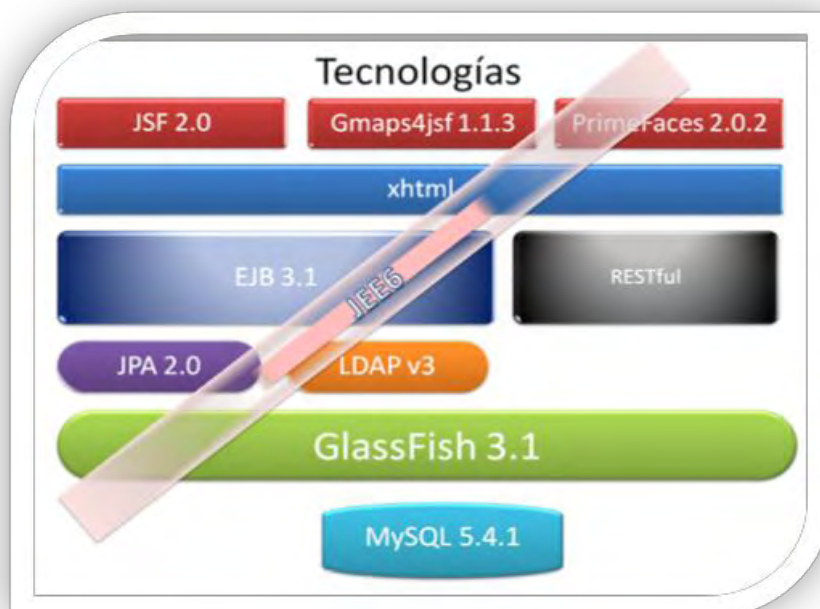 Tecnologías
JSF 2.0
Gmaps4jsf 1.1.3
PrimeFaces 2.0.2
xhtml
EJB 3.1
RESTful
JEE6
JPA 2.0
LDAP v3
GlassFish 3.1
MySQL 5.4.1